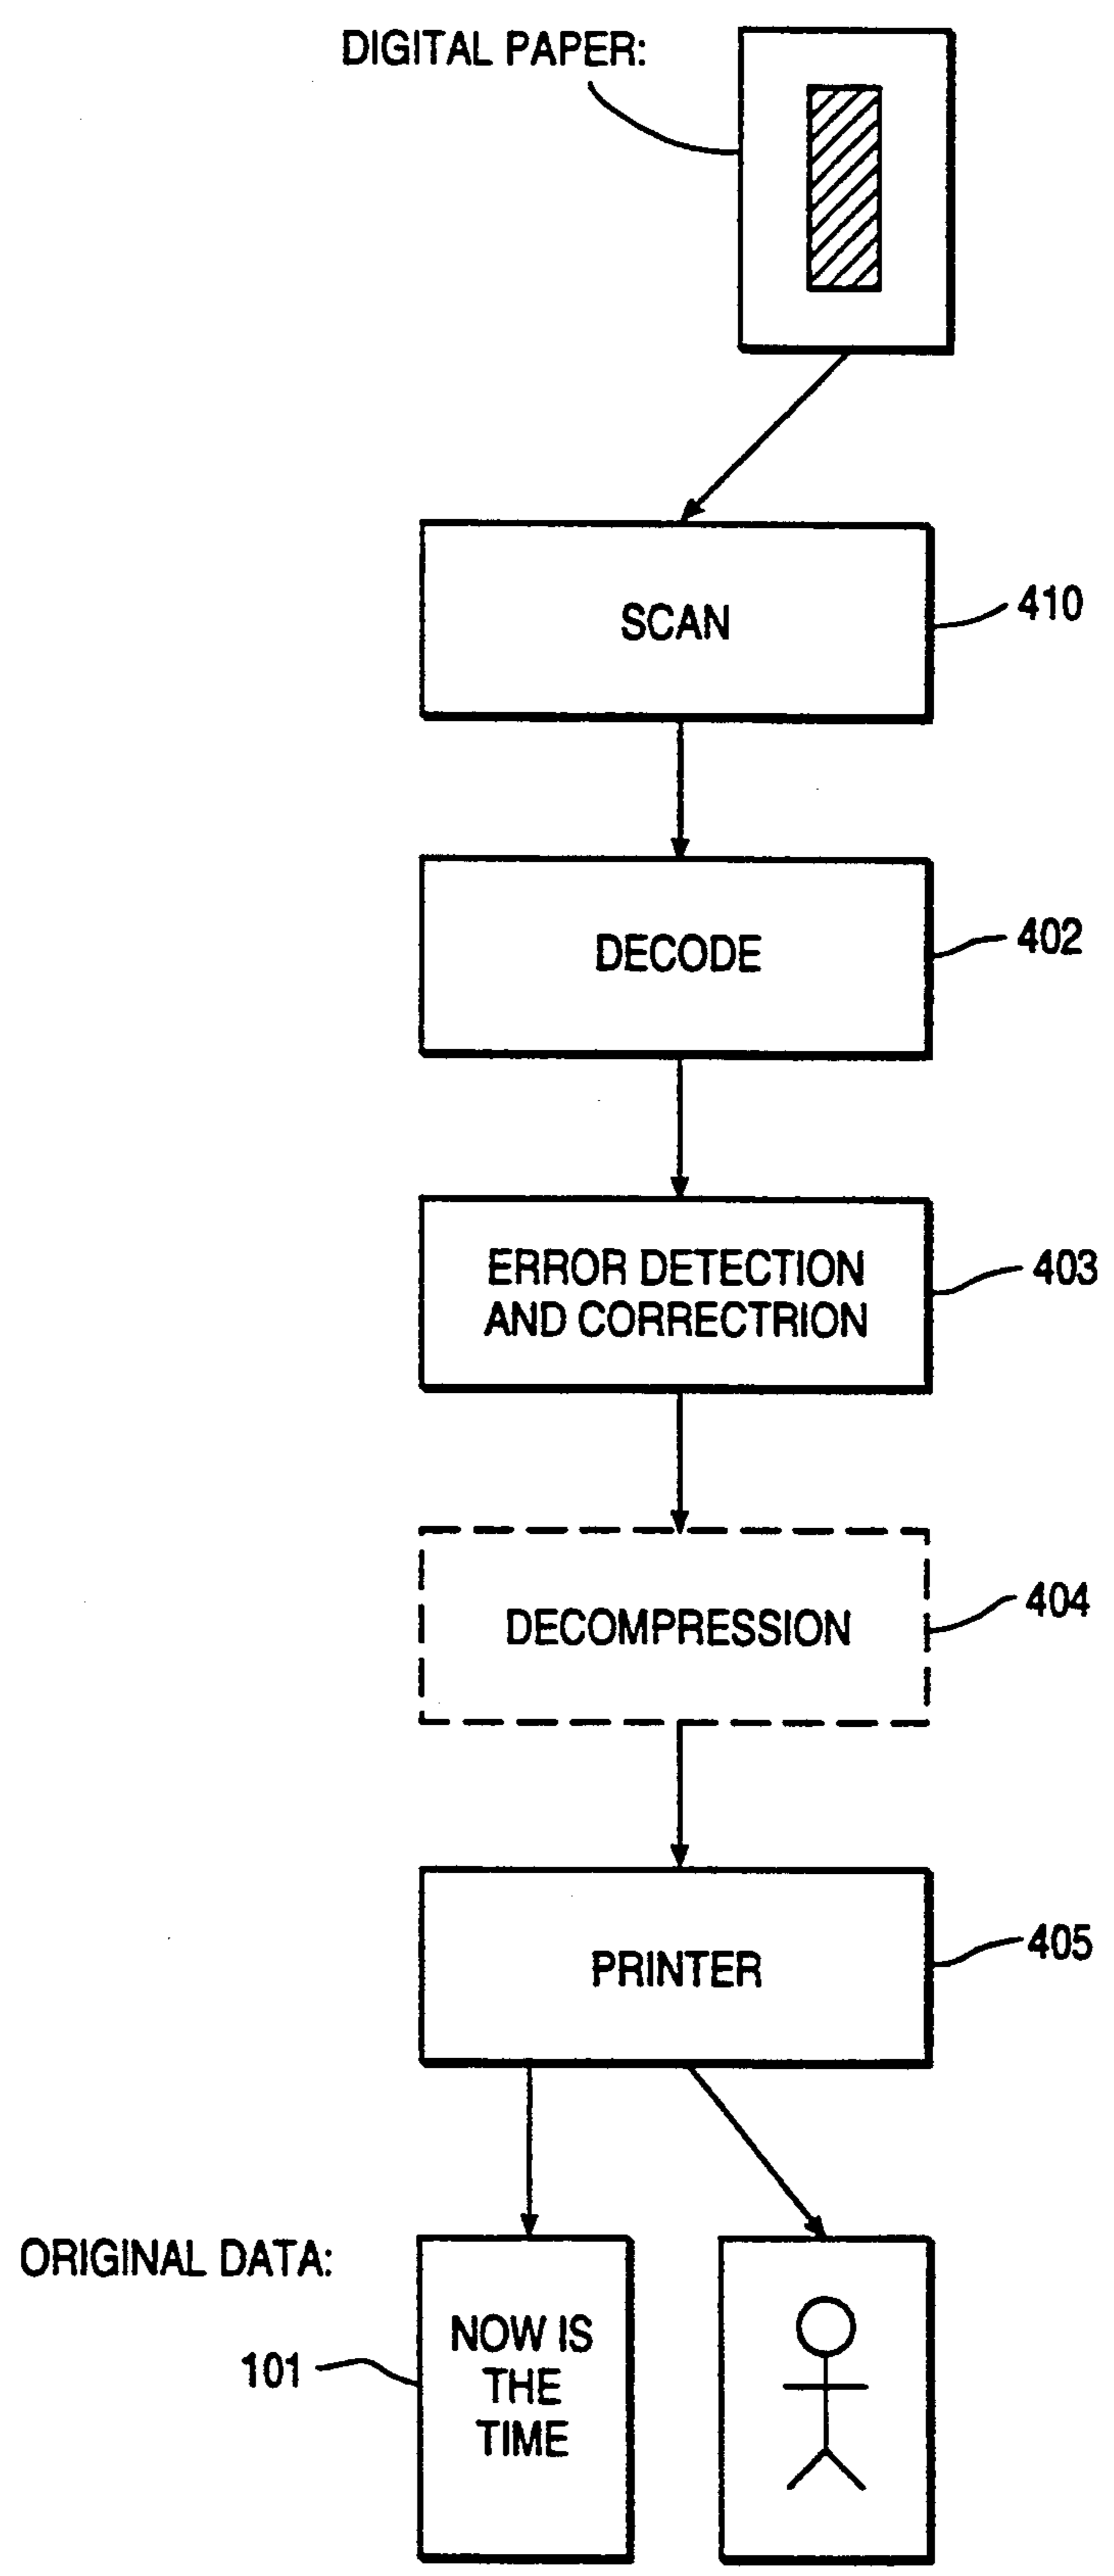 DIGITAL PAPER:
SCAN
410
DECODE
402
ERROR DETECTION
AND CORRECTRION
403
DECOMPRESSION
404
PRINTER
405
ORIGINAL DATA:
101
NOW IS
THE
TIME